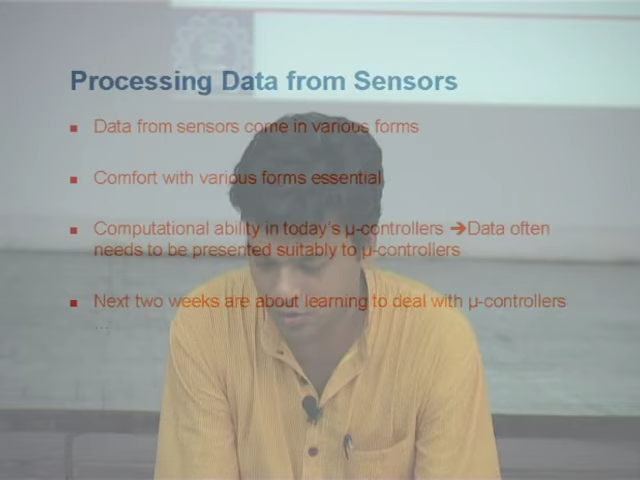 Processing Data from Sensors
Data from sensors come in various forms
Comfort with various forms essential
Computational ability in today's µ-controllers ➔Data often
needs to be presented suitably to µ-controllers
Next two weeks are about learning to deal with µ-controllers
...